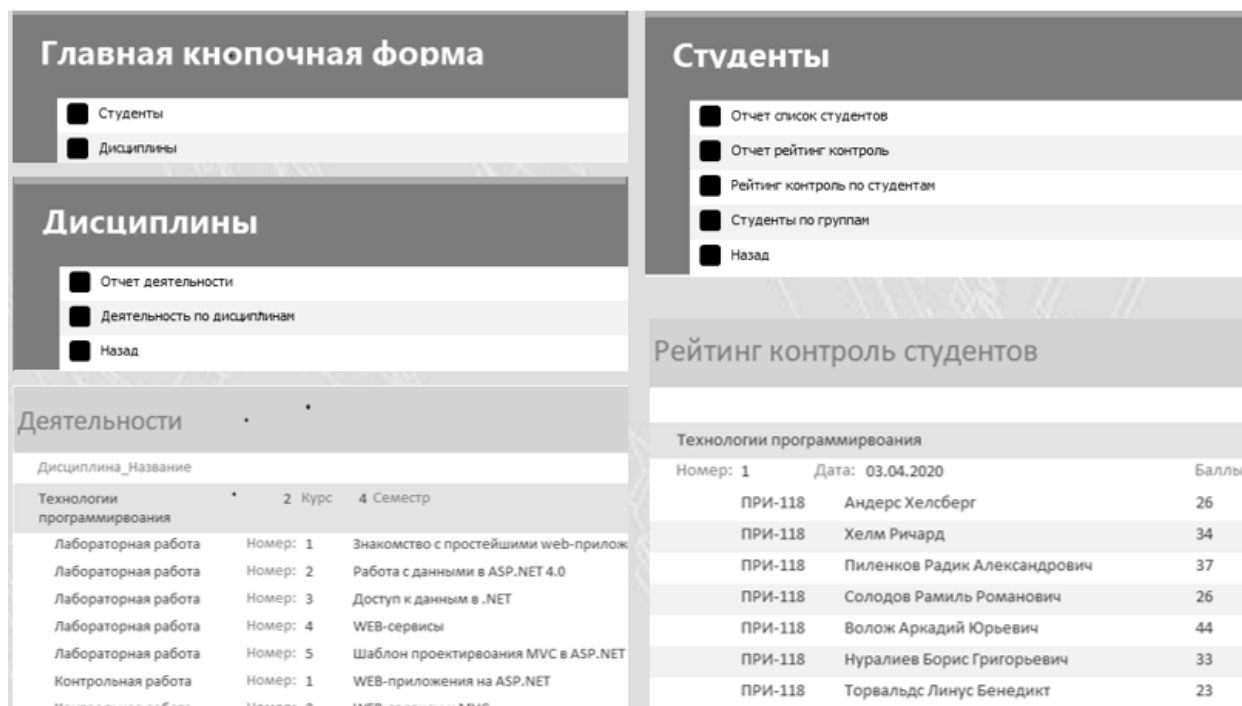 Главная кнопочная форма
Студенты
Дисциплины
Дисциплины
Отчет деятельности
Деятельность по дисциплинам
Назад
Деятельности
Дисциплина_Название
Технологии 2 Курс 4 Семестр
программирвоания
Лабораторная работа Номер: 1 Знакомство с простейшими web-прилож
Лабораторная работа Номер: 2 Работа с данными в ASP.NET 4.0
Лабораторная работа Номер: 3 Доступ к данным в .NET
Лабораторная работа Номер: 4 WEB-сервисы
Лабораторная работа Номер: 5 Шаблон проектирвоания MVC в ASP.NET
Контрольная работа Номер: 1 WEB-приложения на ASP.NET
Студенты
Отчет список студентов
Отчет рейтинг контроль
Рейтинг контроль по студентам
Студенты по группам
Назад
Рейтинг контроль студентов
Технологии программирвоания
Номер: 1 Дата: 03.04.2020 Баллы
ПРИ-118 Андерс Хелсберг 26
ПРИ-118 Хелм Ричард 34
ПРИ-118 Пиленков Радик Александрович 37
ПРИ-118 Солодов Рамиль Романович 26
ПРИ-118 Волож Аркадий Юрьевич 44
ПРИ-118 Нуралиев Борис Григорьевич 33
ПРИ-118 Торвальдс Линус Бенедикт 23